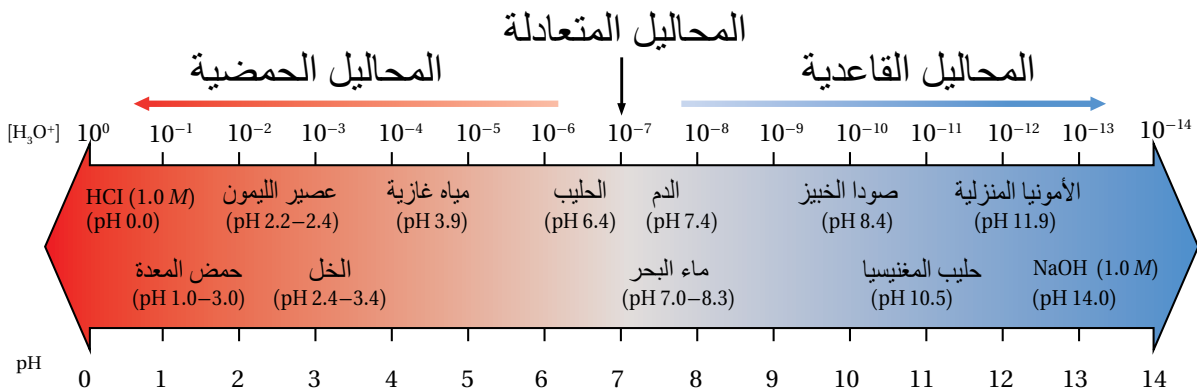 المحاليل المتعادلة
المحاليل الحمضية
المحاليل القاعدية
[H₃O⁺] 10⁰ 10⁻¹ 10⁻² 10⁻³ 10⁻⁴ 10⁻⁵ 10⁻⁶ 10⁻⁷ 10⁻⁸ 10⁻⁹ 10⁻¹⁰ 10⁻¹¹ 10⁻¹² 10⁻¹³ 10⁻¹⁴
HCl (1.0 M)
(pH 0.0)
عصير الليمون
(pH 2.2–2.4)
مياه غازية
(pH 3.9)
الحليب
(pH 6.4)
الدم
(pH 7.4)
صودا الخبيز
(pH 8.4)
الأمونيا المنزلية
(pH 11.9)
حمض المعدة
(pH 1.0–3.0)
الخل
(pH 2.4–3.4)
ماء البحر
(pH 7.0–8.3)
حليب المغنيسيا
(pH 10.5)
NaOH (1.0 M)
(pH 14.0)
pH 0 1 2 3 4 5 6 7 8 9 10 11 12 13 14